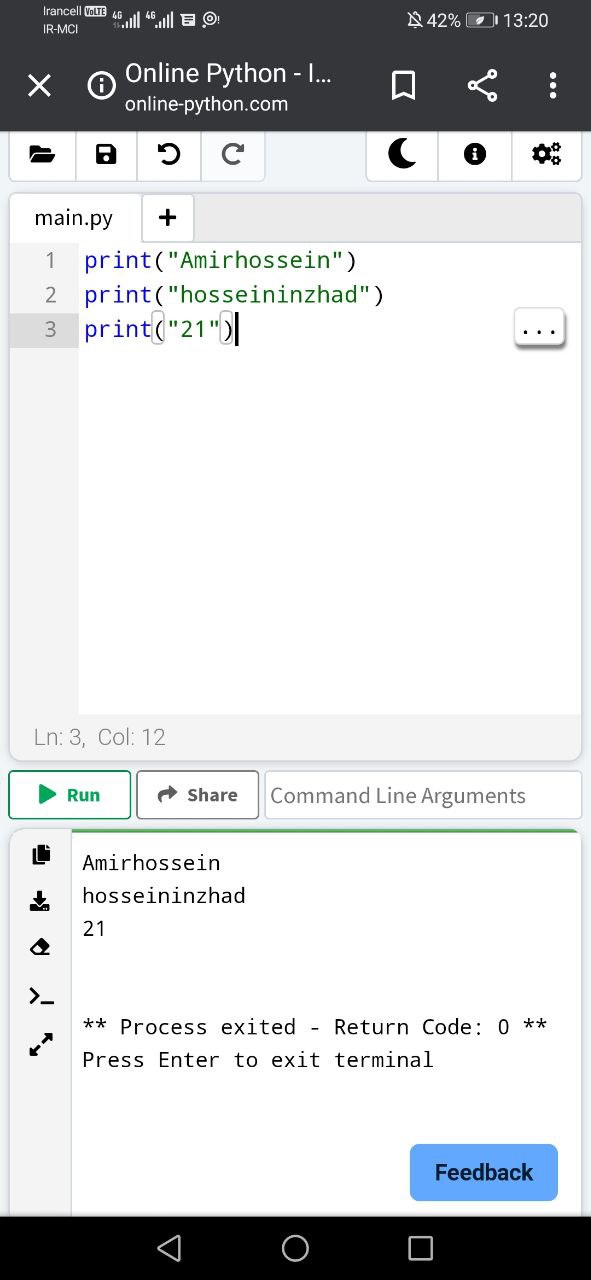 Irancell VoLTE 4G 4G 42% 13:20
IR-MCI
Online Python - I...
online-python.com
main.py +
1 print("Amirhossein")
2 print("hosseininzhad")
3 print("21")
...
Ln: 3, Col: 12
Run Share Command Line Arguments
Amirhossein
hosseininzhad
21
** Process exited - Return Code: 0 **
Press Enter to exit terminal
Feedback